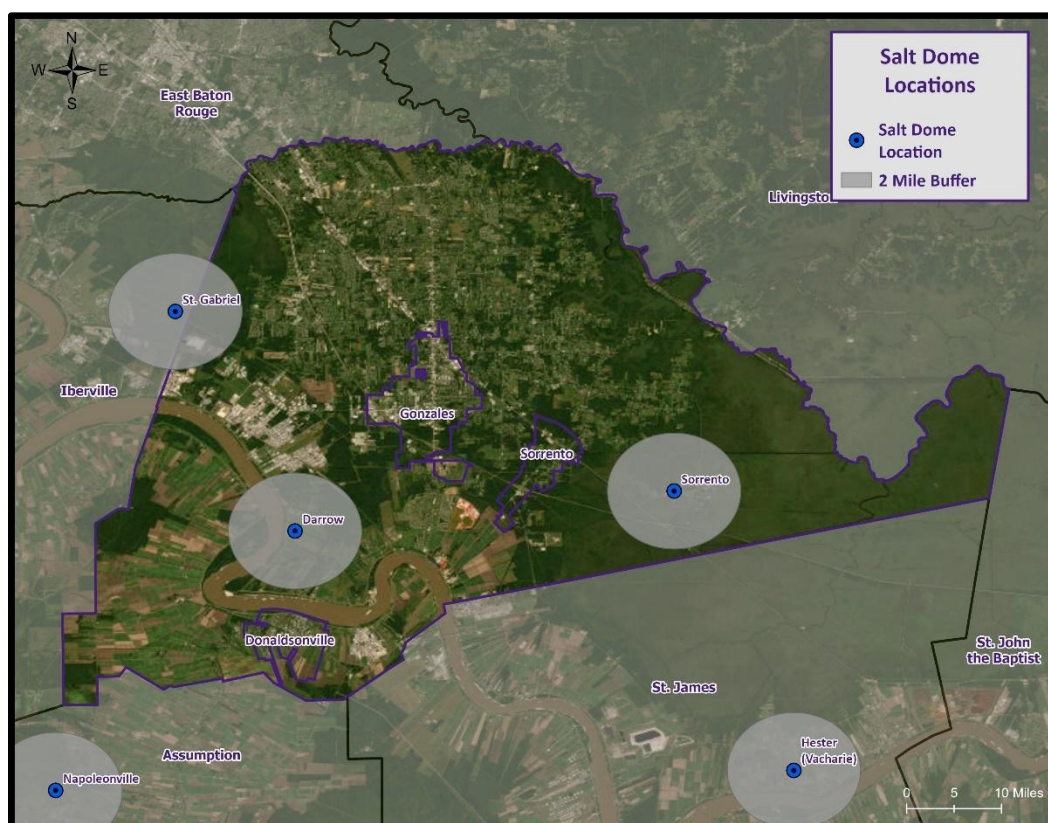 N
W E
S
East Baton
Rouge
Salt Dome
Locations
Salt Dome
Location
2 Mile Buffer
Livingston
St. Gabriel
Iberville
Gonzales
Sorrento
Sorrento
Darrow
Donaldsonville
St. John
the Baptist
St. James
Assumption
Hester
(Vacharie)
Napoleonville
0 5 10 Miles